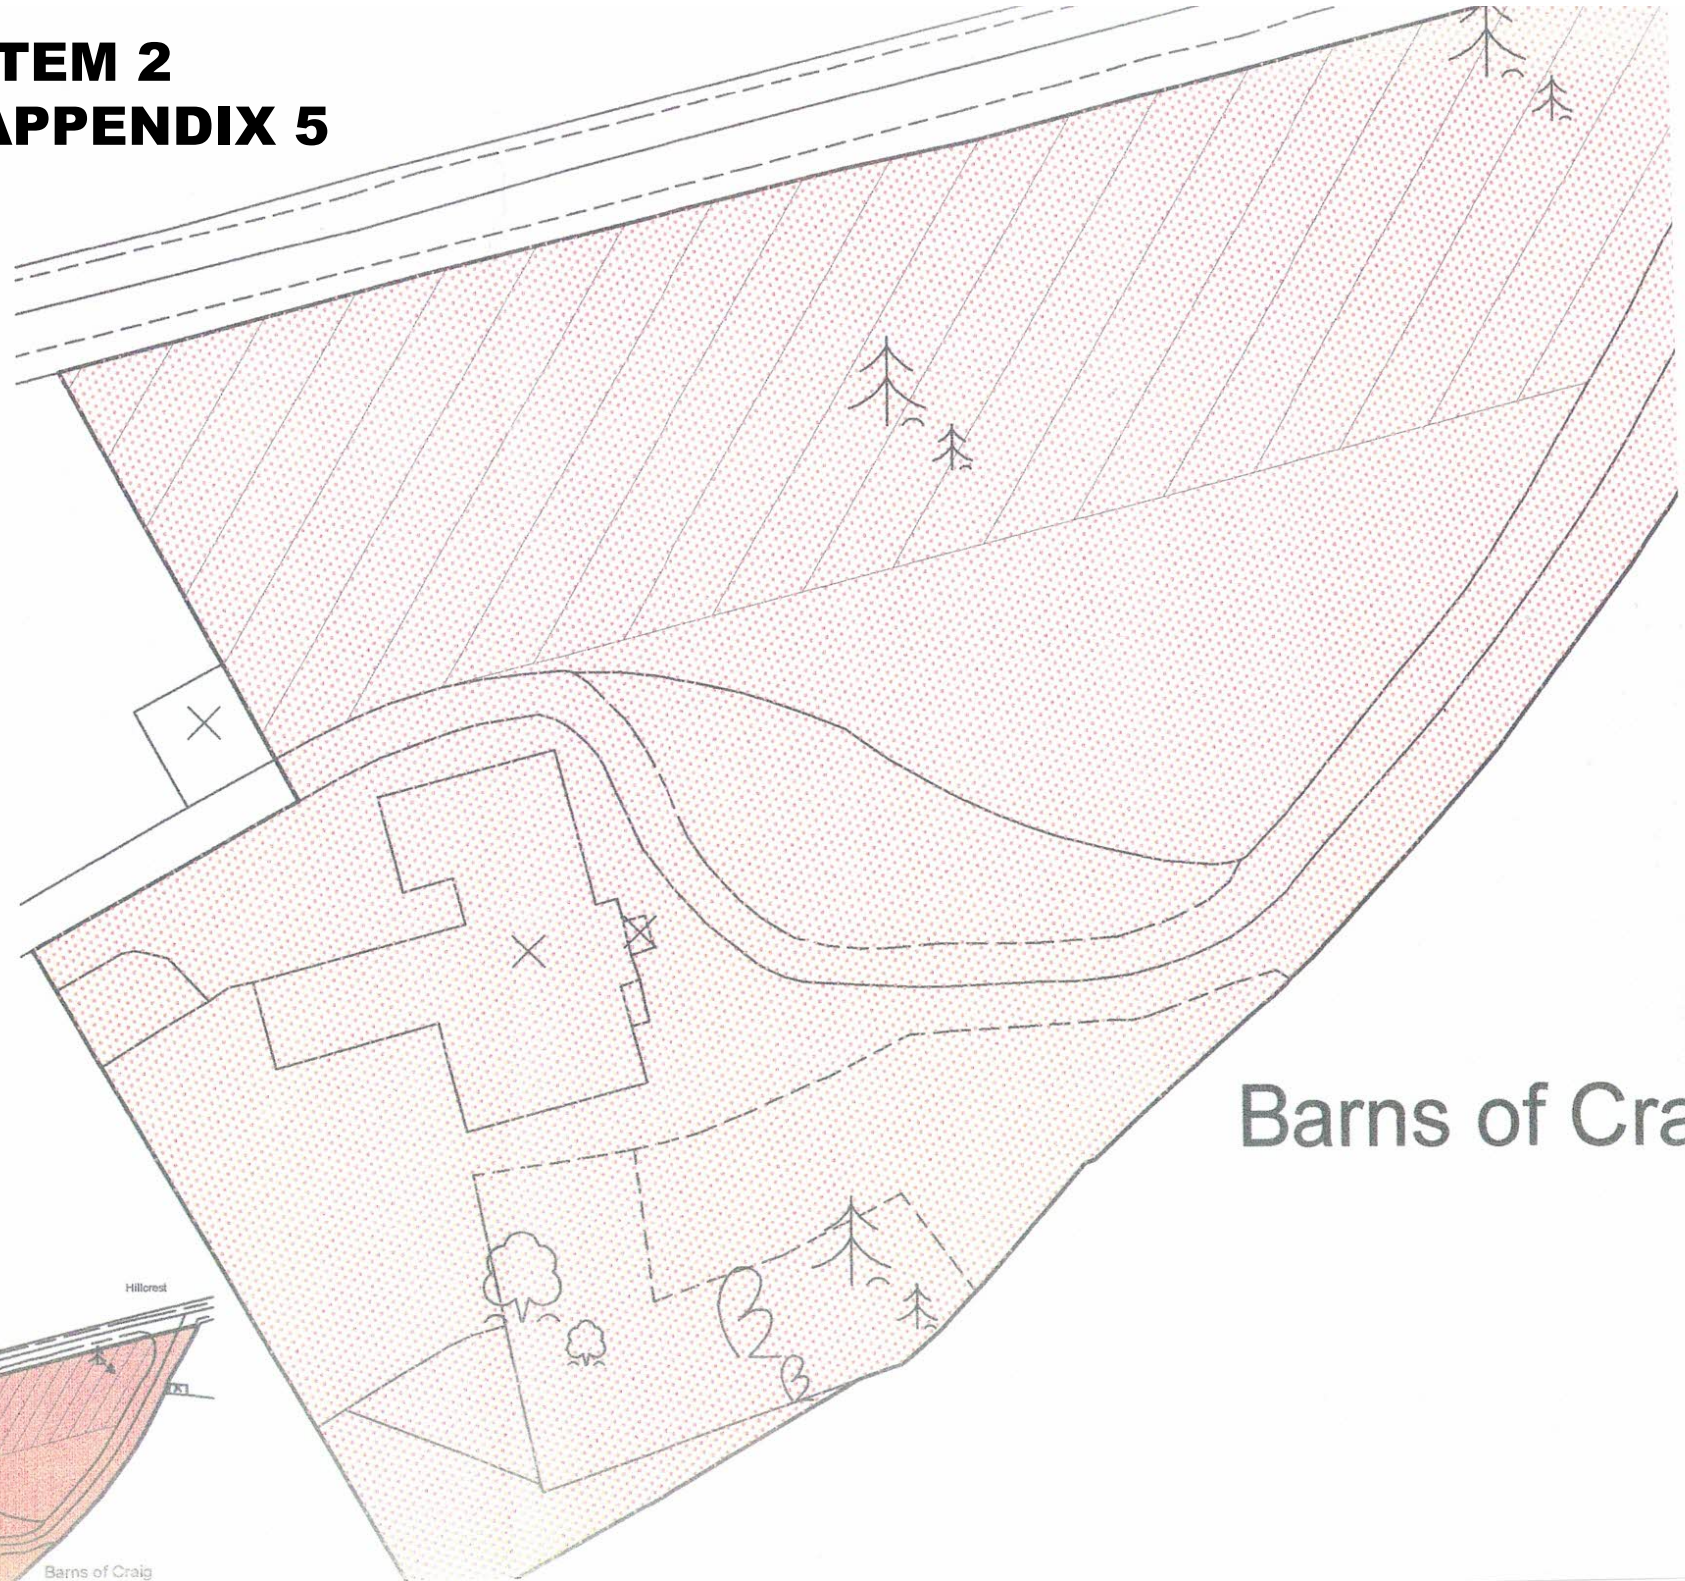 TEM 2
APPENDIX 5
Barns of Cra
Hillcrest
Barns of Craig